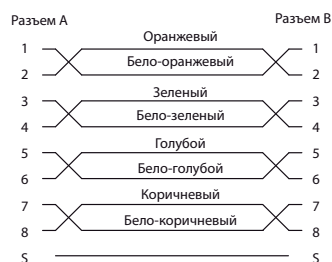 Разъем A Разъем B
Оранжевый
1 1
Бело-оранжевый
2 2
Зеленый
3 3
Бело-зеленый
4 4
Голубой
5 5
Бело-голубой
6 6
Коричневый
7 7
Бело-коричневый
8 8
S S